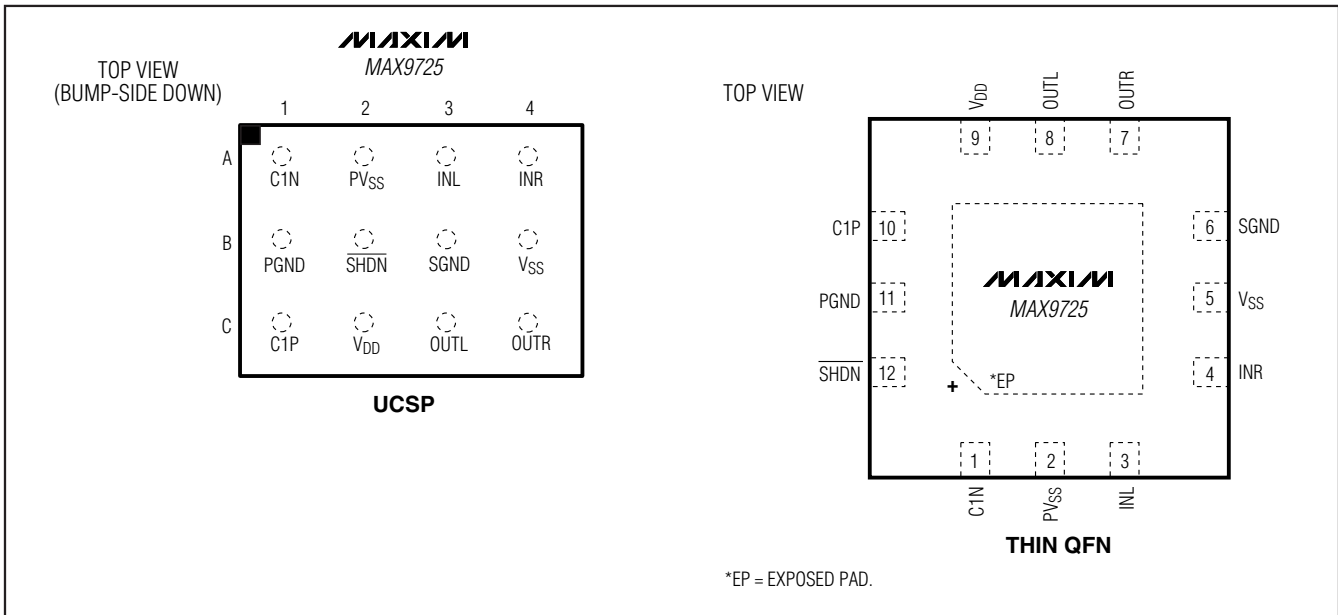 MAXIM
MAX9725
TOP VIEW
(BUMP-SIDE DOWN)
1 2 3 4
A
C1N PVSS INL INR
B
PGND SHDN SGND VSS
C
C1P VDD OUTL OUTR
UCSP
TOP VIEW
VDD OUTL OUTR
9 8 7
C1P 10 6 SGND
PGND 11 5 VSS
SHDN 12 4 INR
MAXIM
MAX9725
+ *EP
1 2 3
C1N PVSS INL
THIN QFN
*EP = EXPOSED PAD.